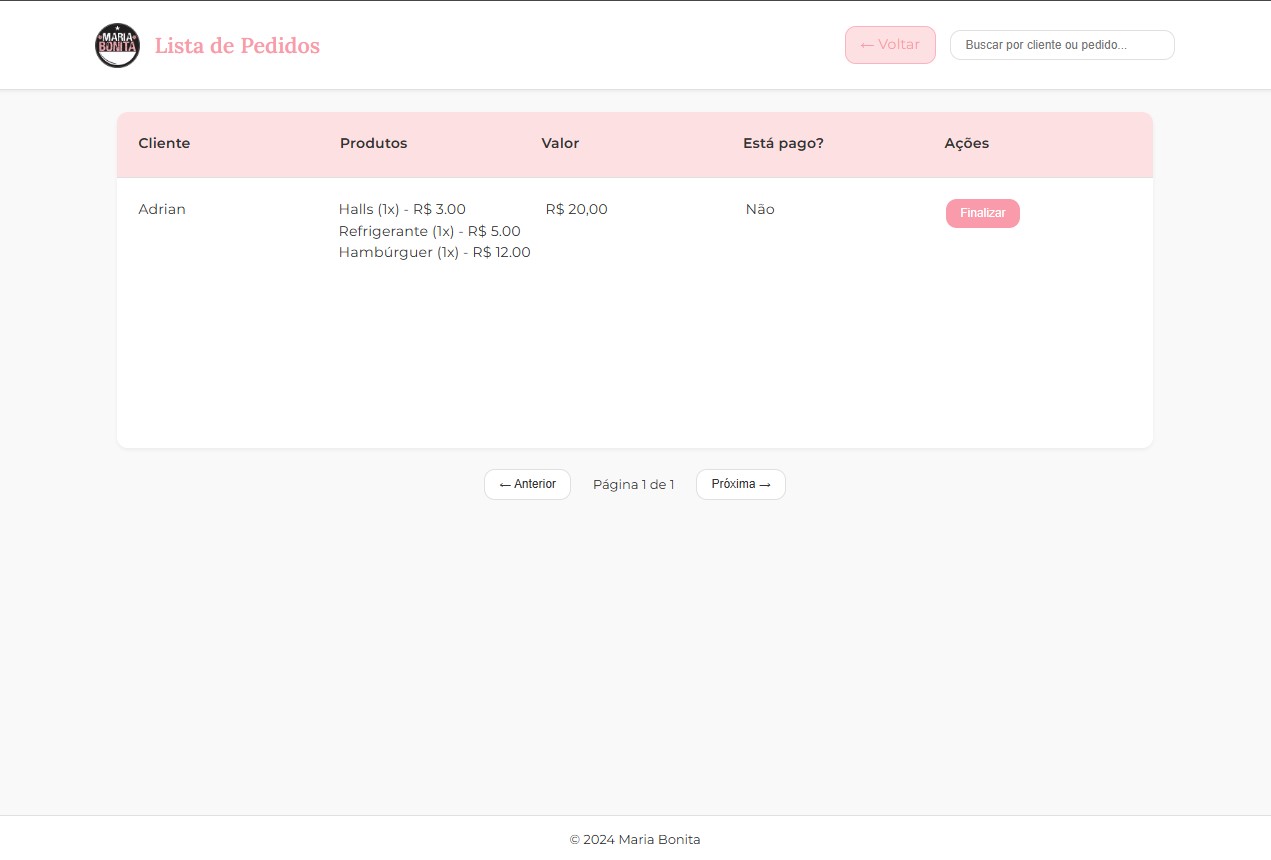 MARIA
BONITA
Lista de Pedidos
← Voltar
Buscar por cliente ou pedido...
Cliente Produtos Valor Está pago? Ações
Adrian Halls (1x) - R$ 3.00 R$ 20,00 Não Finalizar
Refrigerante (1x) - R$ 5.00
Hambúrguer (1x) - R$ 12.00
← Anterior Página 1 de 1 Próxima →
© 2024 Maria Bonita